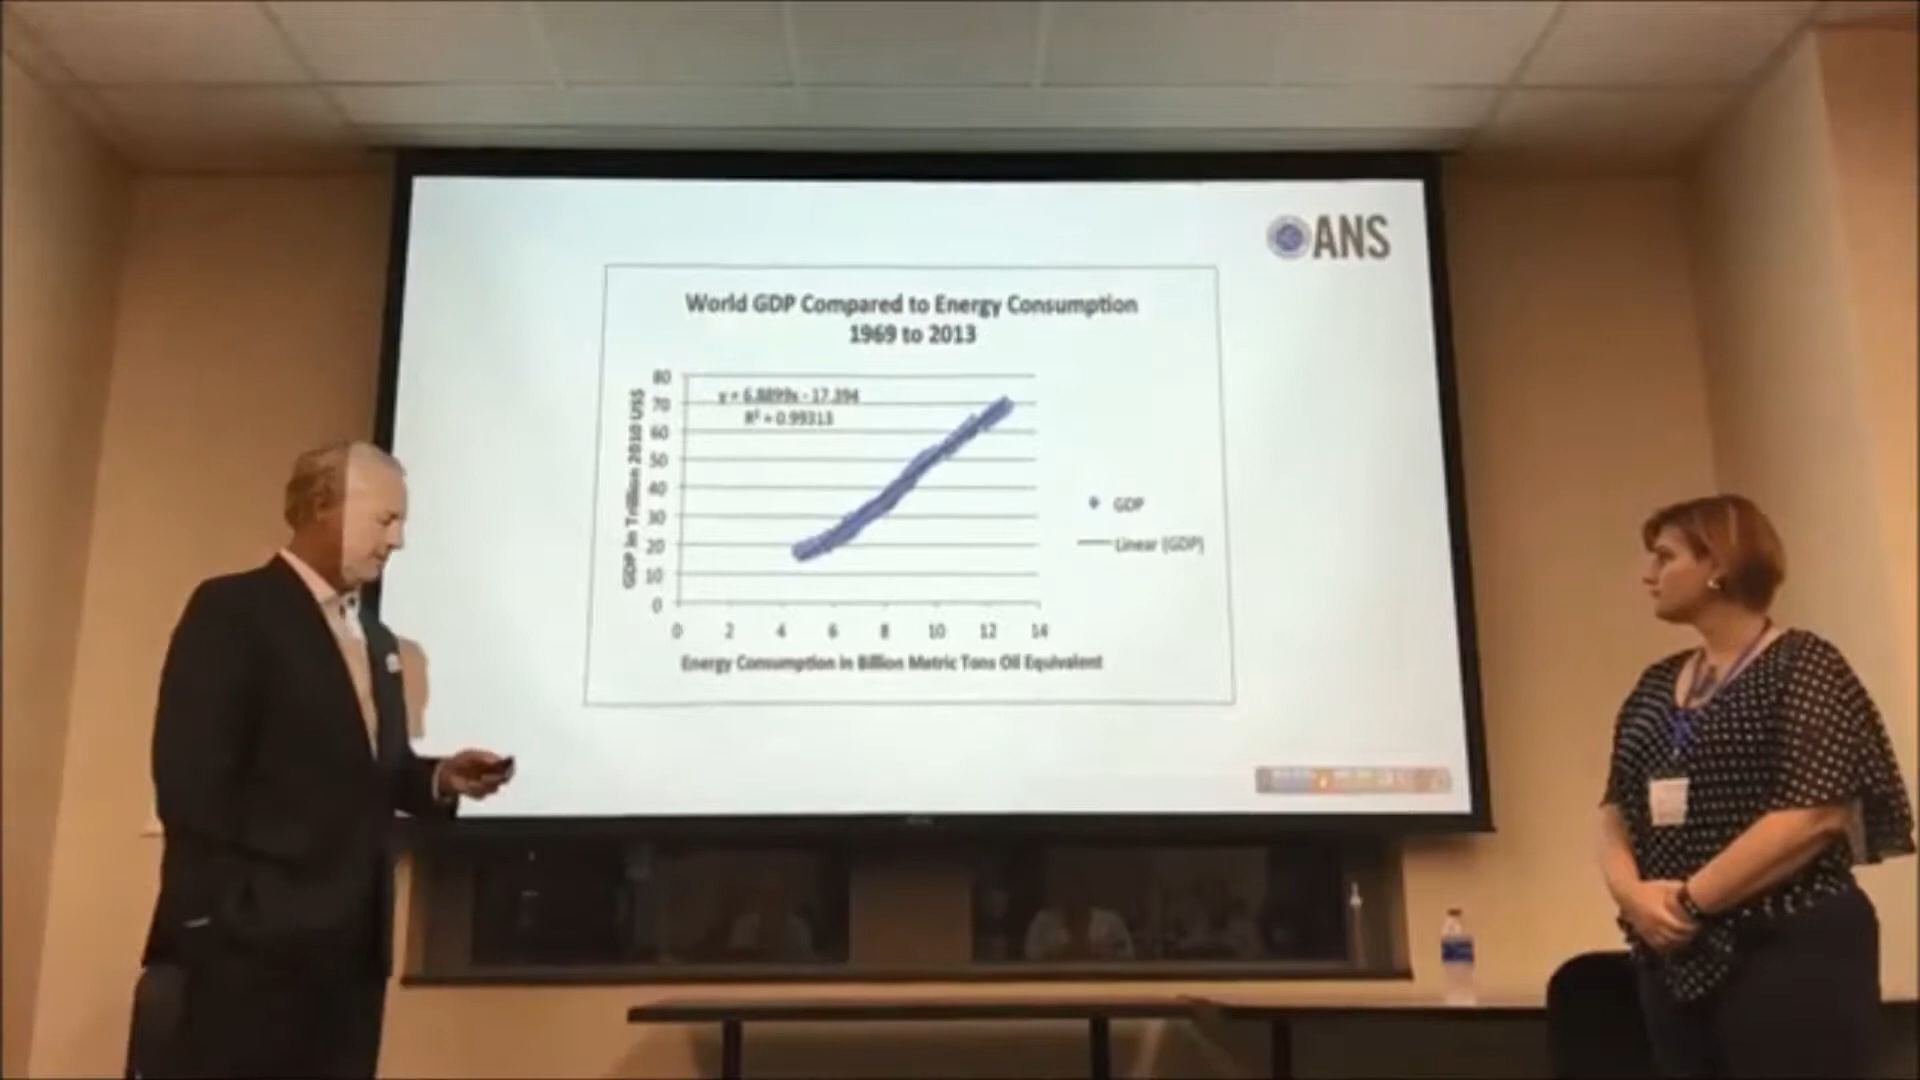 ANS
World GDP Compared to Energy Consumption
1969 to 2013
y = 6.8899x - 17.394
R² = 0.99313
GDP in Trillion 2010 US$
80
70
60
50
40
30
20
10
0
0 2 4 6 8 10 12 14
Energy Consumption in Billion Metric Tons Oil Equivalent
GDP
Linear (GDP)